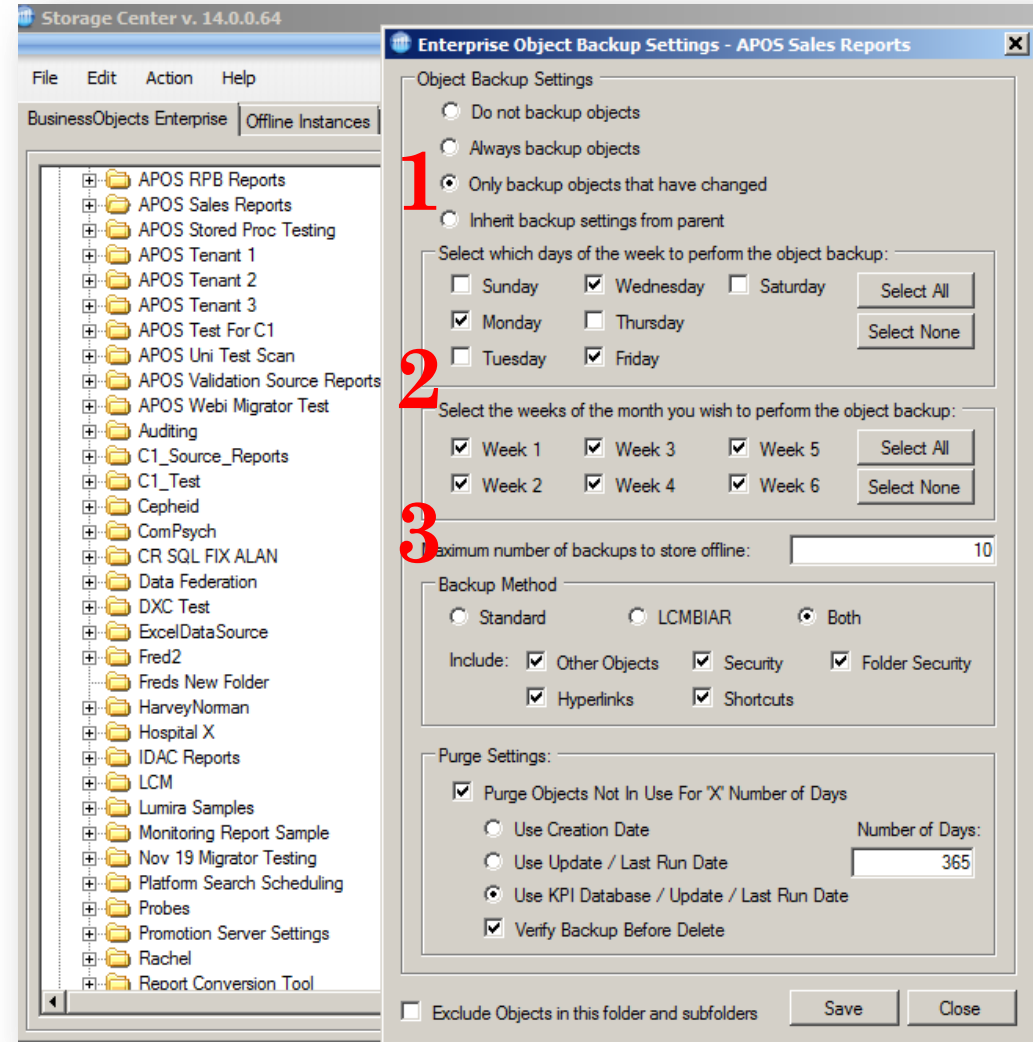 Storage Center v. 14.0.0.64
File Edit Action Help
BusinessObjects Enterprise Offline Instances
APOS RPB Reports
APOS Sales Reports
APOS Stored Proc Testing
APOS Tenant 1
APOS Tenant 2
APOS Tenant 3
APOS Test For C1
APOS Uni Test Scan
APOS Validation Source Reports
APOS Webi Migrator Test
Auditing
C1_Source_Reports
C1_Test
Cepheid
ComPsych
CR SQL FIX ALAN
Data Federation
DXC Test
ExcelDataSource
Fred2
Freds New Folder
HarveyNorman
Hospital X
IDAC Reports
LCM
Lumira Samples
Monitoring Report Sample
Nov 19 Migrator Testing
Platform Search Scheduling
Probes
Promotion Server Settings
Rachel
Report Conversion Tool
Enterprise Object Backup Settings - APOS Sales Reports
Object Backup Settings
Do not backup objects
Always backup objects
1
Only backup objects that have changed
Inherit backup settings from parent
Select which days of the week to perform the object backup:
Sunday Wednesday Saturday Select All
Monday Thursday Select None
Tuesday Friday
2
Select the weeks of the month you wish to perform the object backup:
Week 1 Week 3 Week 5 Select All
Week 2 Week 4 Week 6 Select None
3
Maximum number of backups to store offline: 10
Backup Method
Standard LCMBIAR Both
Include: Other Objects Security Folder Security
Hyperlinks Shortcuts
Purge Settings:
Purge Objects Not In Use For 'X' Number of Days
Use Creation Date Number of Days:
Use Update / Last Run Date 365
Use KPI Database / Update / Last Run Date
Verify Backup Before Delete
Exclude Objects in this folder and subfolders Save Close